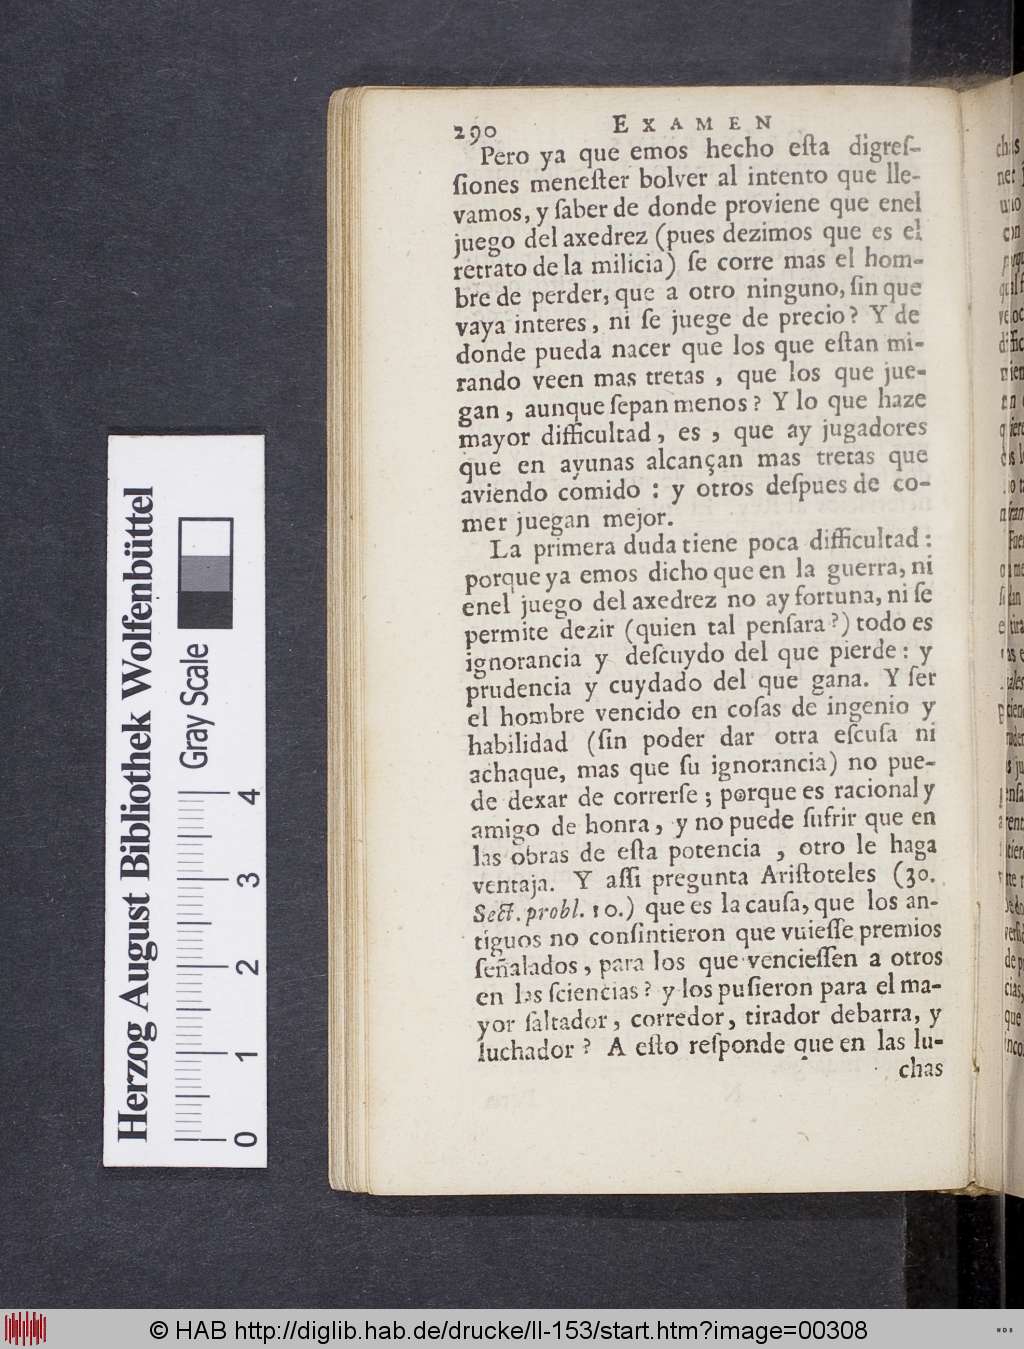 290 EXAMEN
Pero ya que emos hecho eſta digreſ-
ſiones meneſter bolver al intento que lle-
vamos, y ſaber de donde proviene que enel
juego del axedrez (pues dezimos que es el
retrato de la milicia) ſe corre mas el hom-
bre de perder, que a otro ninguno, ſin que
vaya interes, ni ſe juege de precio? Y de
donde pueda nacer que los que eſtan mi-
rando veen mas tretas, que los que jue-
gan, aunque ſepan menos? Y lo que haze
mayor difficultad, es, que ay jugadores
que en ayunas alcançan mas tretas que
aviendo comido: y otros deſpues de co-
mer juegan mejor.
La primera duda tiene poca difficultad:
porque ya emos dicho que en la guerra, ni
enel juego del axedrez no ay fortuna, ni ſe
permite dezir (quien tal penſara?) todo es
ignorancia y deſcuydo del que pierde: y
prudencia y cuydado del que gana. Y ſer
el hombre vencido en coſas de ingenio y
habilidad (ſin poder dar otra eſcuſa ni
achaque, mas que ſu ignorancia) no pue-
de dexar de correrſe; porque es racional y
amigo de honra, y no puede ſufrir que en
las obras de eſta potencia, otro le haga
ventaja. Y aſſi pregunta Ariſtoteles (30.
Sect. probl. 10.) que es la cauſa, que los an-
tiguos no conſintieron que vuieſſe premios
ſeñalados, para los que vencieſſen a otros
en las ſciencias? y los puſieron para el ma-
yor ſaltador, corredor, tirador debarra, y
luchador? A eſto reſponde que en las lu-
chas
Herzog August Bibliothek Wolfenbüttel
Gray Scale
0 1 2 3 4
© HAB http://diglib.hab.de/drucke/ll-153/start.htm?image=00308